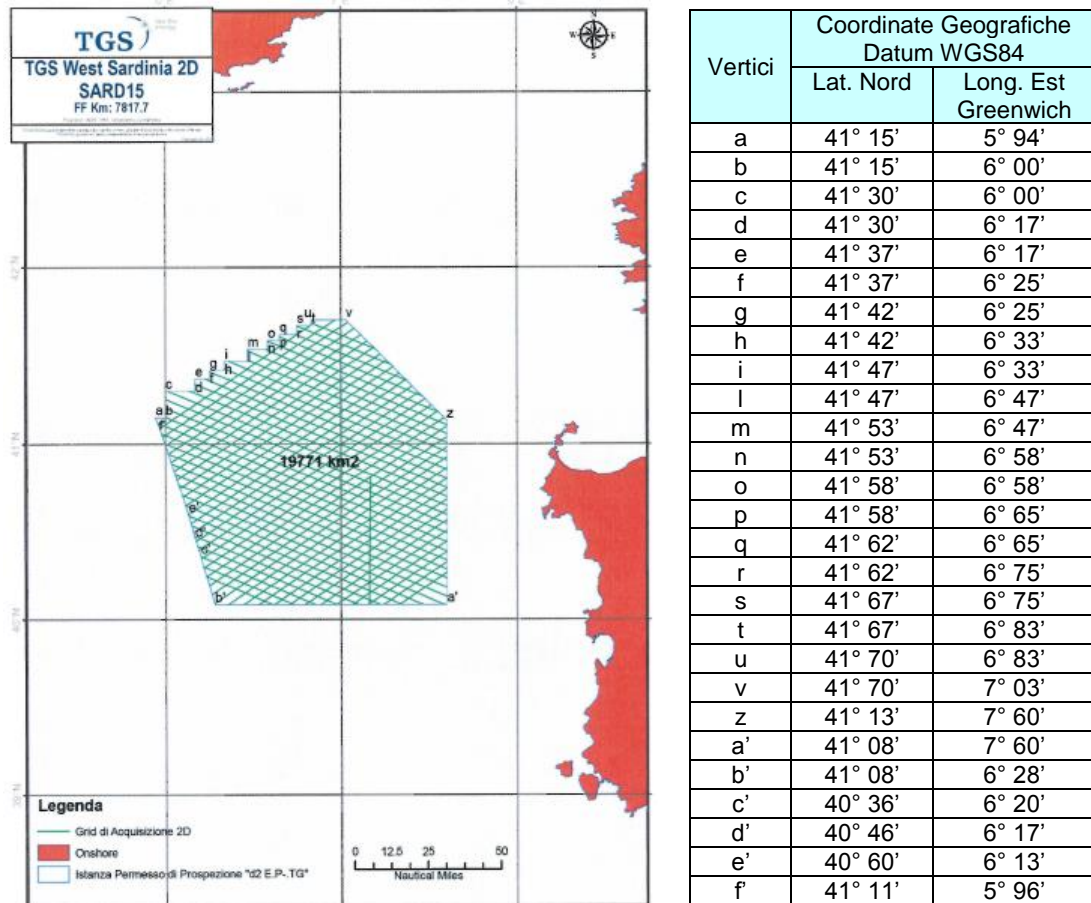 TGS
TGS West Sardinia 2D
SARD15
FF Km: 7817.7
N
W E
S
42°N
41°N
40°N
39°N
a b
c
d
e
f
g
h
i
m
n
o
p
q
r
s
u
t
v
z
a'
b'
c'
d'
e'
19771 km2
Legenda
Grid di Acquisizione 2D
Onshore
Istanza Permesso di Prospezione "d2 E.P-.TG"
0 12.5 25 50
Nautical Miles
Vertici Coordinate Geografiche
Datum WGS84
Lat. Nord Long. Est
Greenwich
a 41° 15’ 5° 94’
b 41° 15’ 6° 00’
c 41° 30’ 6° 00’
d 41° 30’ 6° 17’
e 41° 37’ 6° 17’
f 41° 37’ 6° 25’
g 41° 42’ 6° 25’
h 41° 42’ 6° 33’
i 41° 47’ 6° 33’
l 41° 47’ 6° 47’
m 41° 53’ 6° 47’
n 41° 53’ 6° 58’
o 41° 58’ 6° 58’
p 41° 58’ 6° 65’
q 41° 62’ 6° 65’
r 41° 62’ 6° 75’
s 41° 67’ 6° 75’
t 41° 67’ 6° 83’
u 41° 70’ 6° 83’
v 41° 70’ 7° 03’
z 41° 13’ 7° 60’
a’ 41° 08’ 7° 60’
b’ 41° 08’ 6° 28’
c’ 40° 36’ 6° 20’
d’ 40° 46’ 6° 17’
e’ 40° 60’ 6° 13’
f’ 41° 11’ 5° 96’